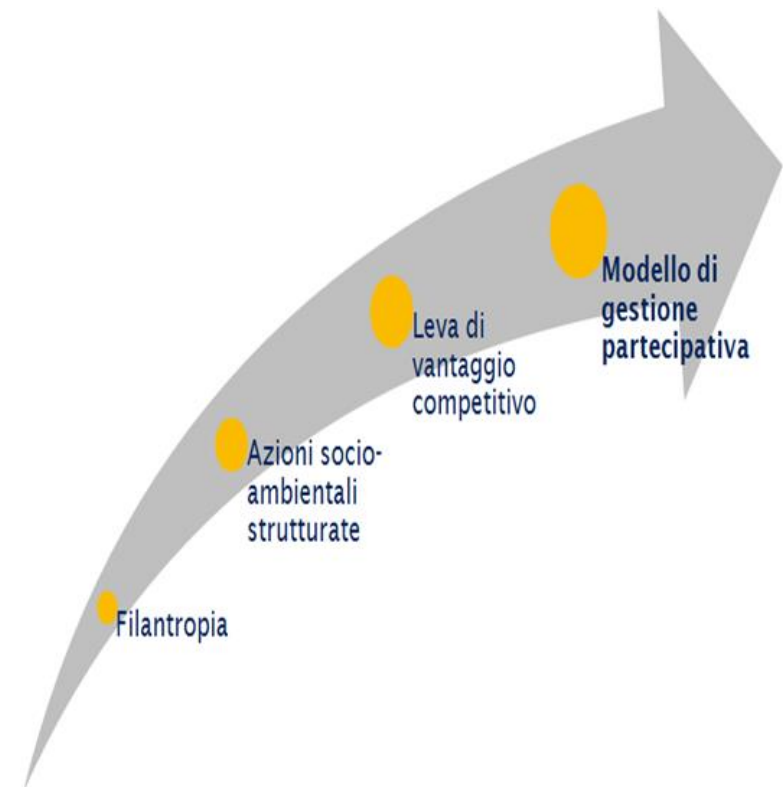 Modello di
gestione
partecipativa
Leva di
vantaggio
competitivo
Azioni socio-
ambientali
strutturate
Filantropia